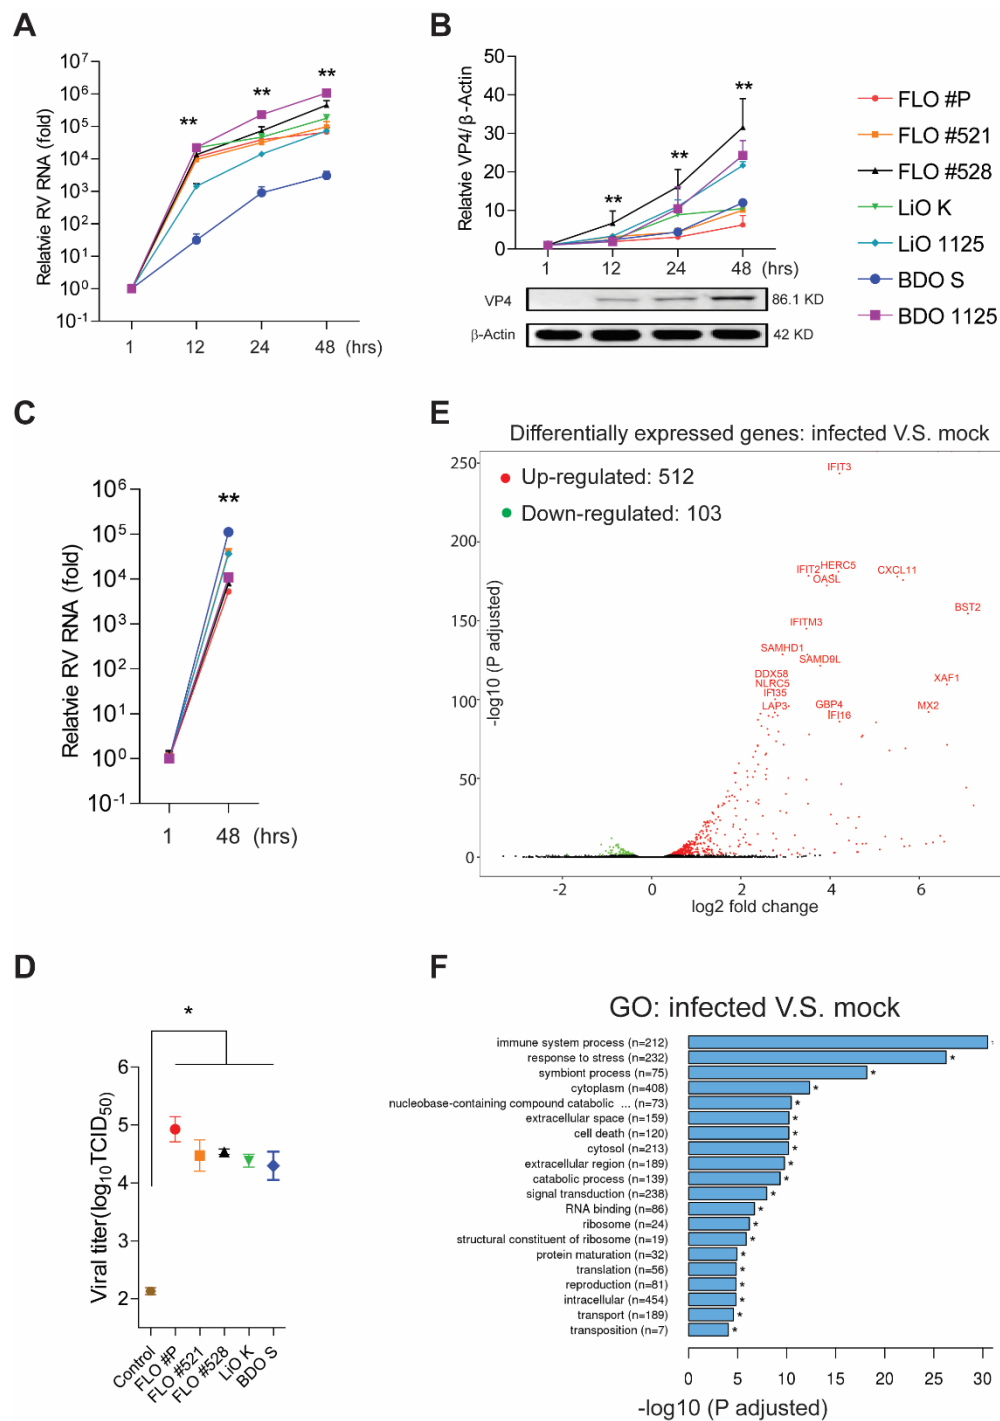 A
Relatvie RV RNA (fold)
10⁷
10⁶
10⁵
10⁴
10³
10²
10¹
10⁰
10⁻¹
**
**
**
1 12 24 48 (hrs)
B
Relatvie VP4/ β-Actin
50
40
30
20
10
0
**
**
**
1 12 24 48 (hrs)
VP4 86.1 KD
β-Actin 42 KD
FLO #P
FLO #521
FLO #528
LiO K
LiO 1125
BDO S
BDO 1125
C
Relatvie RV RNA (fold)
10⁶
10⁵
10⁴
10³
10²
10¹
10⁰
10⁻¹
**
1 48 (hrs)
E
Differentially expressed genes: infected V.S. mock
Up-regulated: 512
Down-regulated: 103
-log10 (P adjusted)
250
200
150
100
50
0
IFIT3
IFIT2 HERC5 CXCL11
OASL
BST2
IFITM3
SAMHD1
SAMD9L
DDX58
NLRC5
IFI35
LAP3
XAF1
GBP4 MX2
IFI16
-2 0 2 4 6
log2 fold change
D
Viral titer(log₁₀TCID₅₀)
*
6
5
4
3
2
Control
FLO #P
FLO #521
FLO #528
LiO K
BDO S
F
GO: infected V.S. mock
immune system process (n=212)
response to stress (n=232) *
symbiont process (n=75) *
cytoplasm (n=408) *
nucleobase-containing compound catabolic ... (n=73) *
extracellular space (n=159) *
cell death (n=120) *
cytosol (n=213) *
extracellular region (n=189) *
catabolic process (n=139) *
signal transduction (n=238) *
RNA binding (n=86) *
ribosome (n=24) *
structural constituent of ribosome (n=19) *
protein maturation (n=32) *
translation (n=56) *
reproduction (n=81) *
intracellular (n=454) *
transport (n=189) *
transposition (n=7) *
0 5 10 15 20 25 30
-log10 (P adjusted)